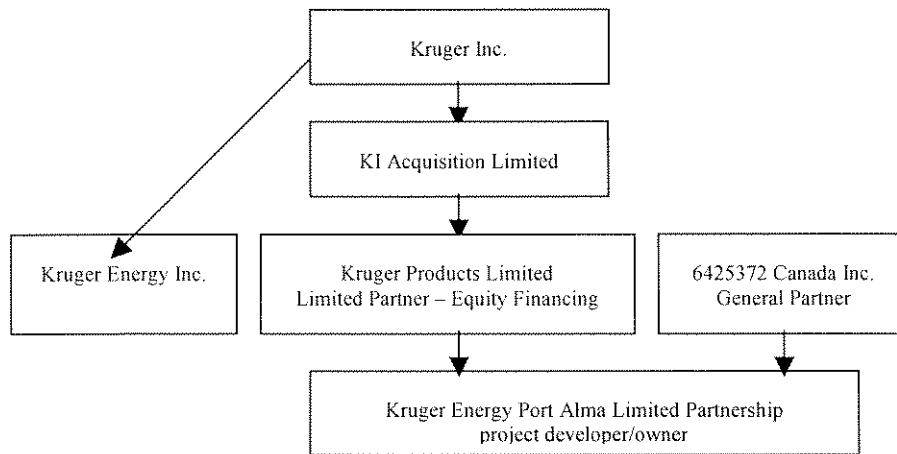 Kruger Inc.
KI Acquisition Limited
Kruger Energy Inc.
Kruger Products Limited
Limited Partner – Equity Financing
6425372 Canada Inc.
General Partner
Kruger Energy Port Alma Limited Partnership
project developer/owner